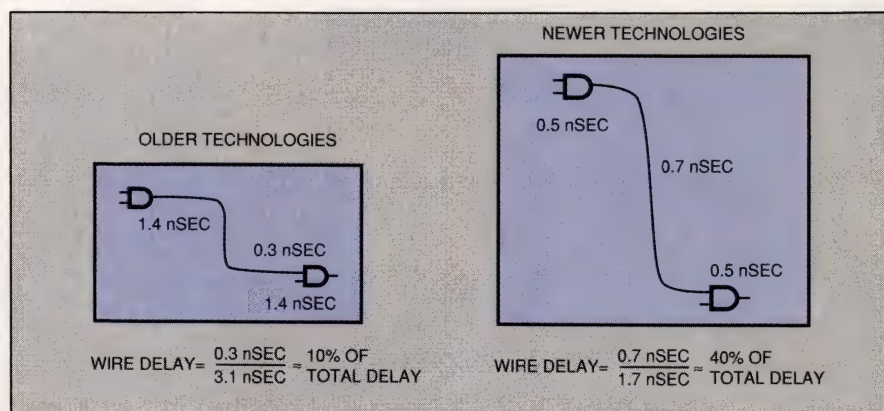 OLDER TECHNOLOGIES
1.4 nSEC
0.3 nSEC
1.4 nSEC
WIRE DELAY= 0.3 nSEC / 3.1 nSEC ≈ 10% OF
TOTAL DELAY
NEWER TECHNOLOGIES
0.5 nSEC
0.7 nSEC
0.5 nSEC
WIRE DELAY= 0.7 nSEC / 1.7 nSEC ≈ 40% OF
TOTAL DELAY